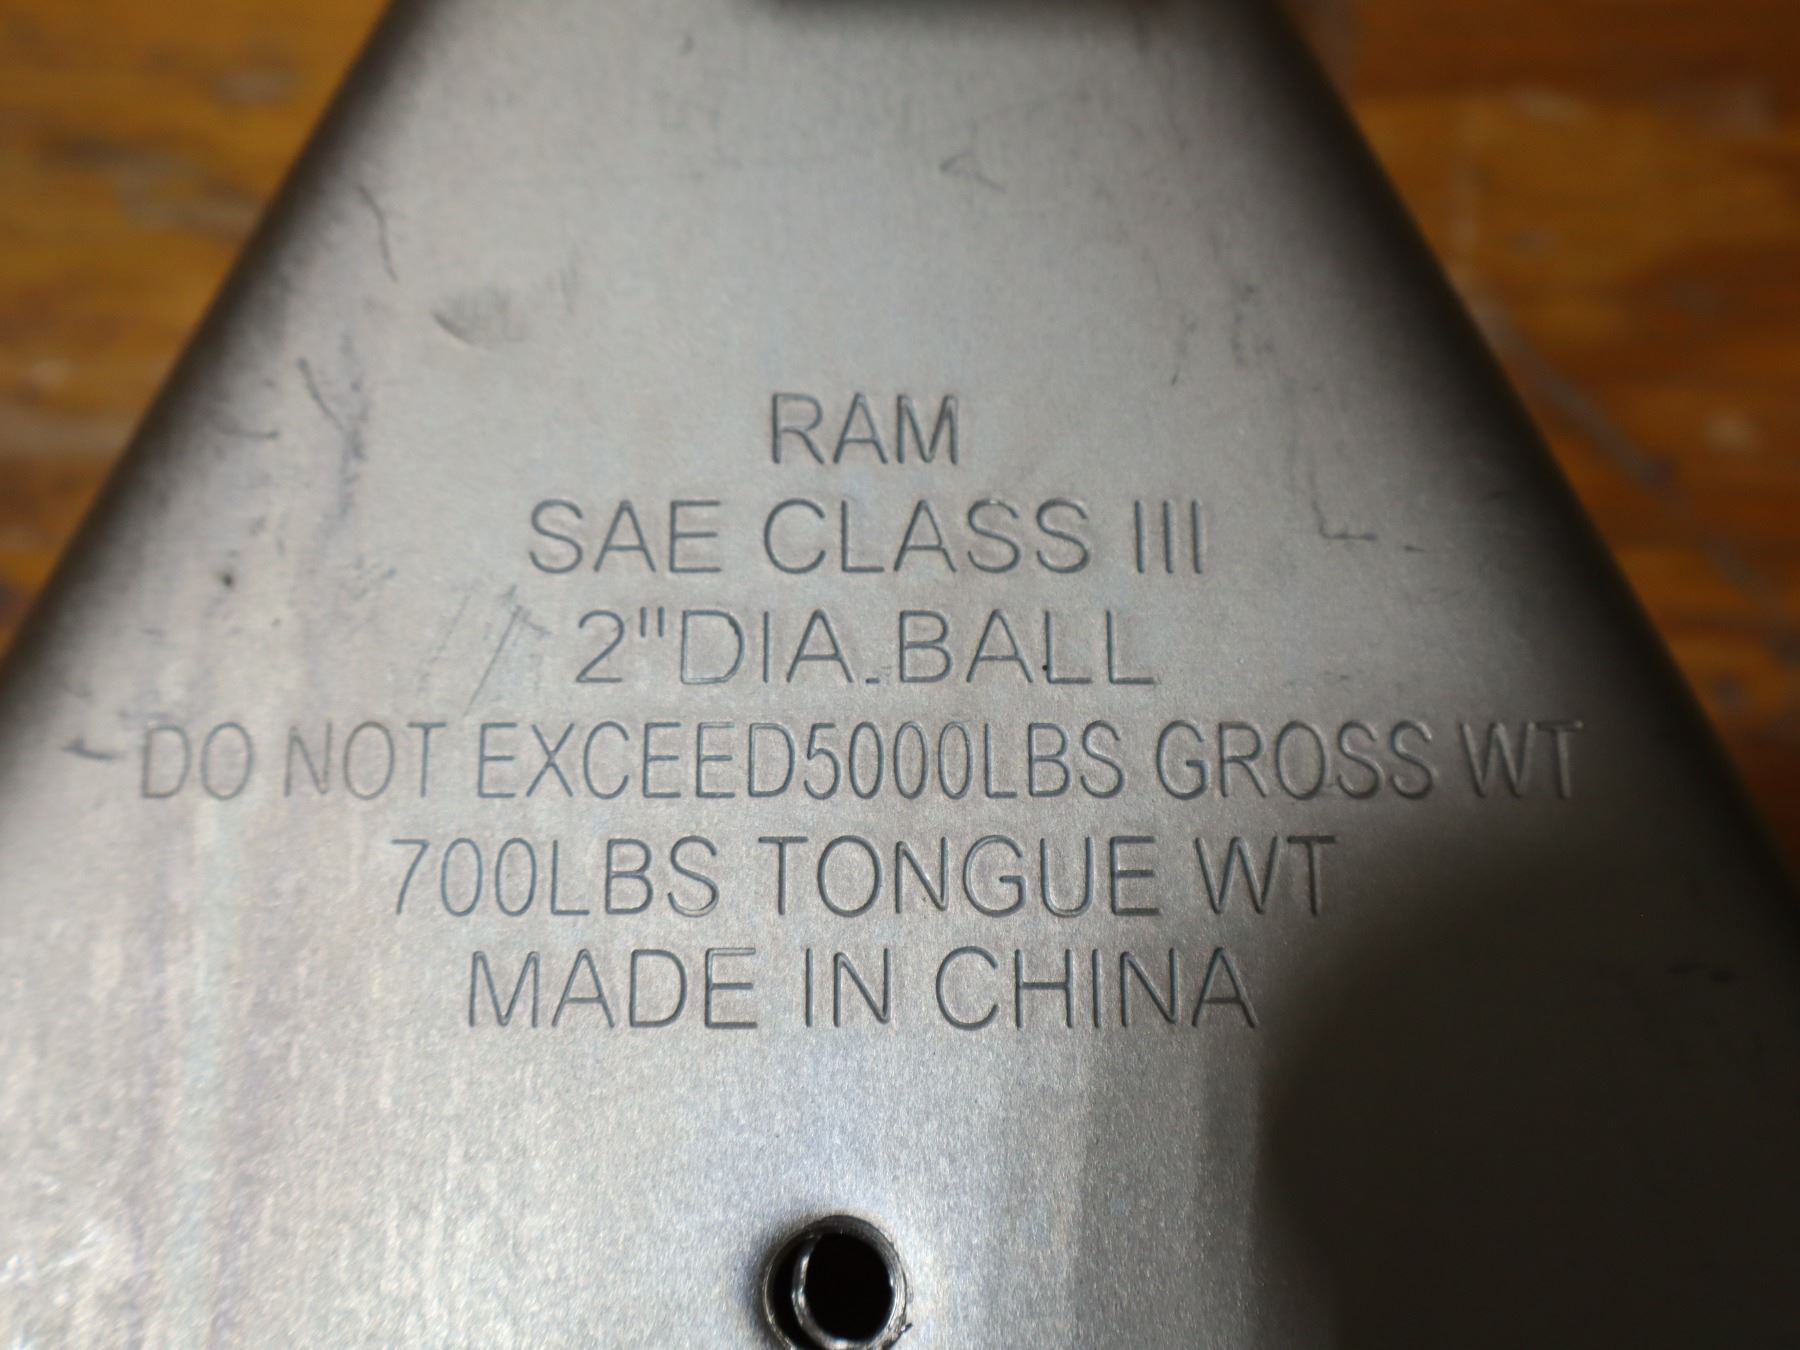 RAM
SAE CLASS III
2"DIA.BALL
DO NOT EXCEED5000LBS GROSS WT
700LBS TONGUE WT
MADE IN CHINA